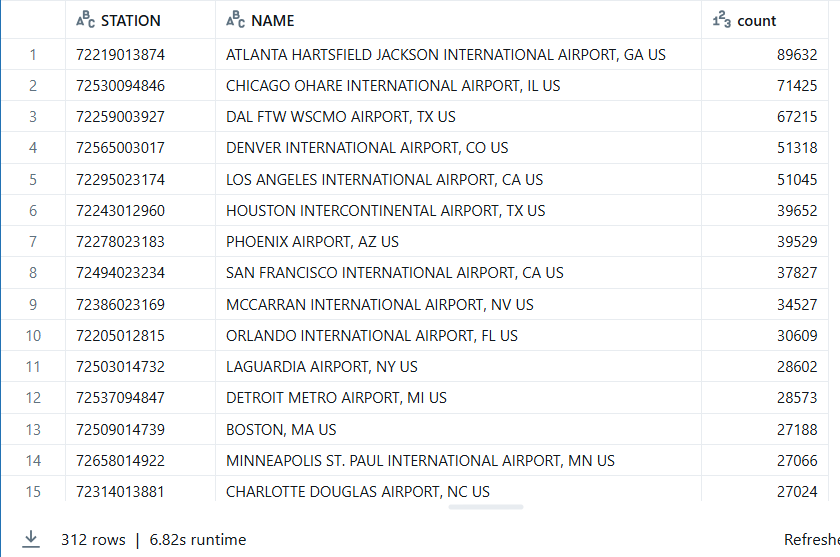 STATION NAME count
1 72219013874 ATLANTA HARTSFIELD JACKSON INTERNATIONAL AIRPORT, GA US 89632
2 72530094846 CHICAGO OHARE INTERNATIONAL AIRPORT, IL US 71425
3 72259003927 DAL FTW WSCMO AIRPORT, TX US 67215
4 72565003017 DENVER INTERNATIONAL AIRPORT, CO US 51318
5 72295023174 LOS ANGELES INTERNATIONAL AIRPORT, CA US 51045
6 72243012960 HOUSTON INTERCONTINENTAL AIRPORT, TX US 39652
7 72278023183 PHOENIX AIRPORT, AZ US 39529
8 72494023234 SAN FRANCISCO INTERNATIONAL AIRPORT, CA US 37827
9 72386023169 MCCARRAN INTERNATIONAL AIRPORT, NV US 34527
10 72205012815 ORLANDO INTERNATIONAL AIRPORT, FL US 30609
11 72503014732 LAGUARDIA AIRPORT, NY US 28602
12 72537094847 DETROIT METRO AIRPORT, MI US 28573
13 72509014739 BOSTON, MA US 27188
14 72658014922 MINNEAPOLIS ST. PAUL INTERNATIONAL AIRPORT, MN US 27066
15 72314013881 CHARLOTTE DOUGLAS AIRPORT, NC US 27024
312 rows | 6.82s runtime Refreshe